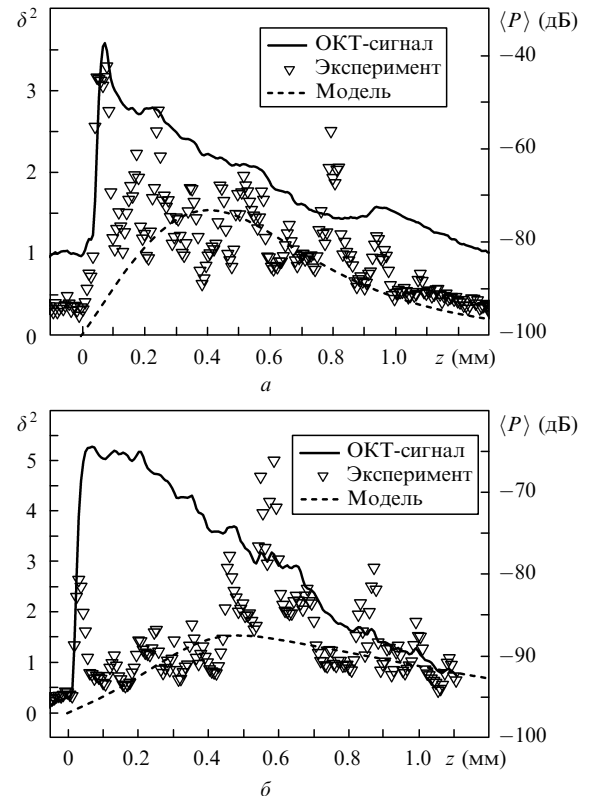 δ² ⟨P⟩ (дБ)
4
ОКТ-сигнал
Эксперимент
Модель
3
2
1
0
−40
−60
−80
−100
0 0.2 0.4 0.6 0.8 1.0 z (мм)
а
δ² ⟨P⟩ (дБ)
ОКТ-сигнал
Эксперимент
Модель
5
4
3
2
1
0
−70
−80
−90
−100
0 0.2 0.4 0.6 0.8 1.0 z (мм)
б